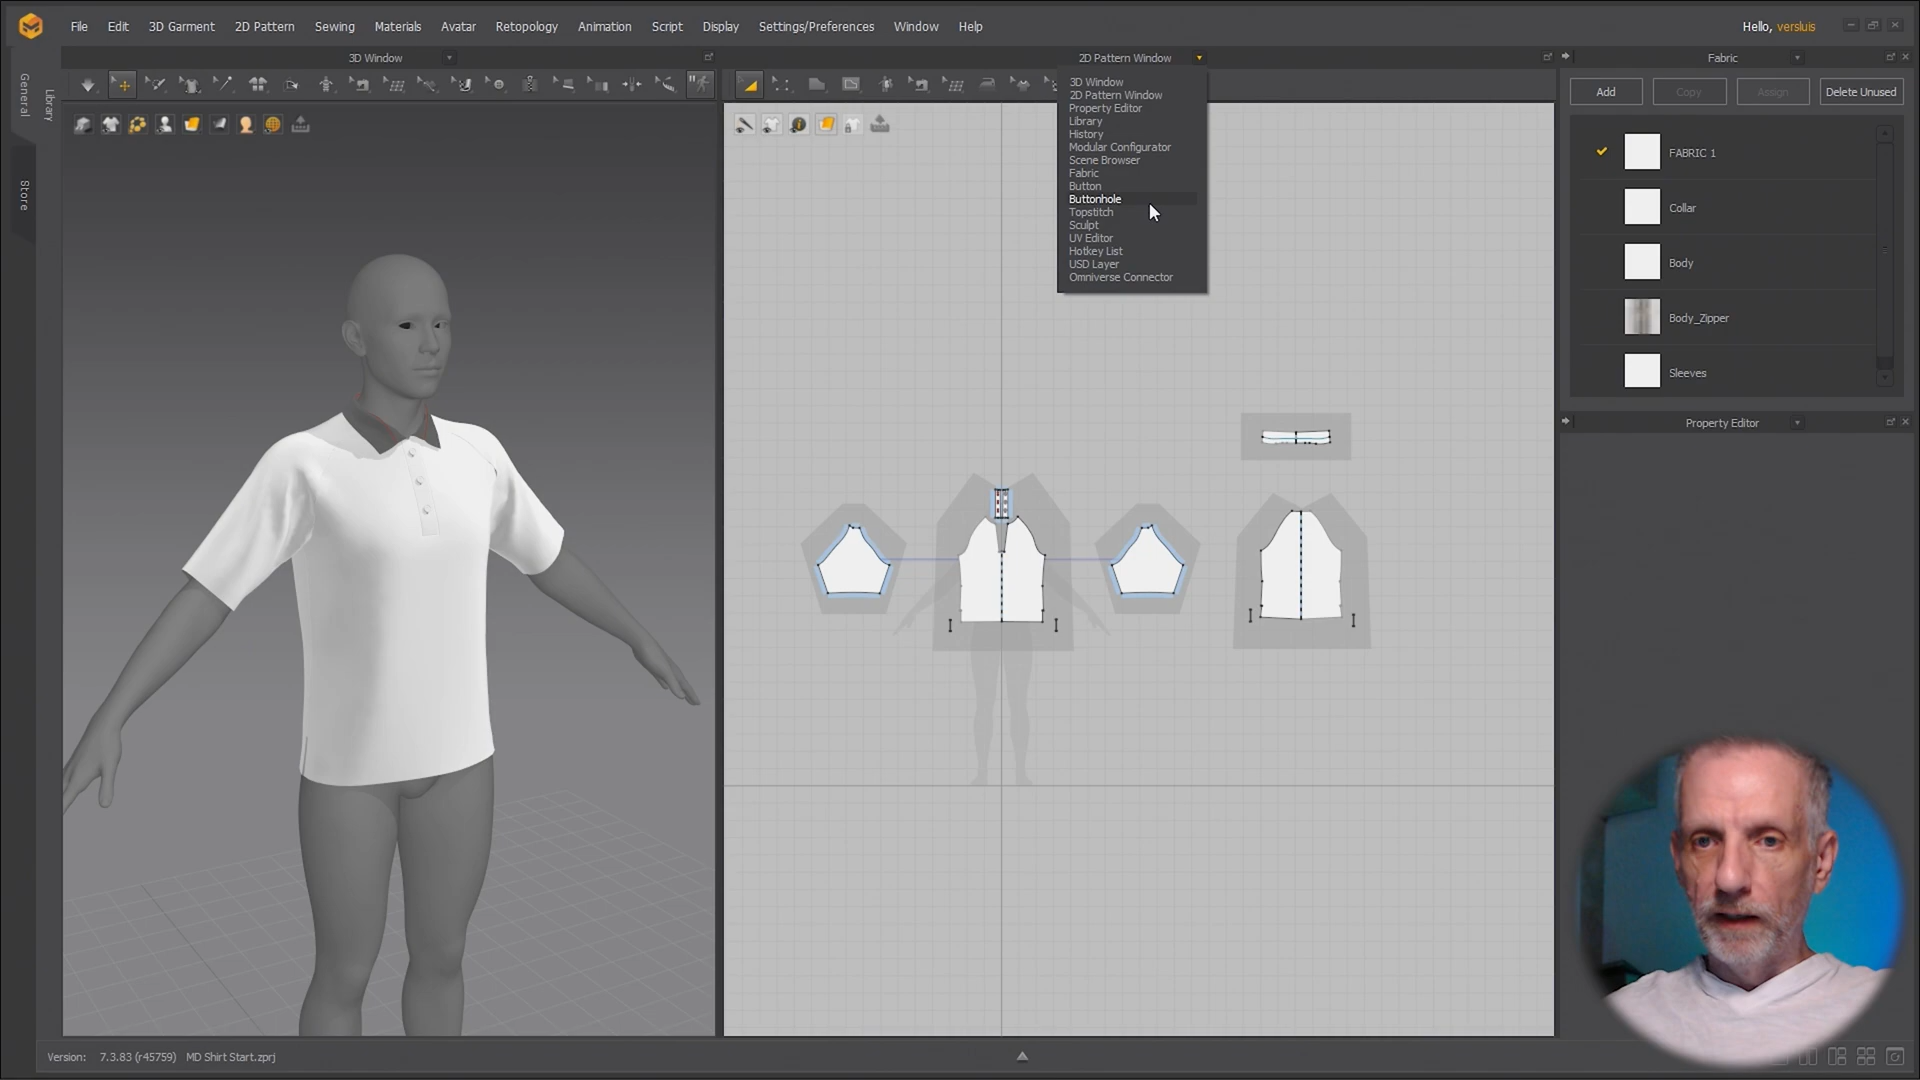 File Edit 3D Garment 2D Pattern Sewing Materials Avatar Retopology Animation Script Display Settings/Preferences Window Help
Hello, versluis
3D Window
2D Pattern Window
Fabric
General
Library
Store
3D Window
2D Pattern Window
Property Editor
Library
History
Modular Configurator
Scene Browser
Fabric
Button
Buttonhole
Topstitch
Sculpt
UV Editor
Hotkey List
USD Layer
Omniverse Connector
Add Copy Assign Delete Unused
FABRIC 1
Collar
Body
Body_Zipper
Sleeves
Property Editor
Version: 7.3.83 (r45759) MD Shirt Start.zprj